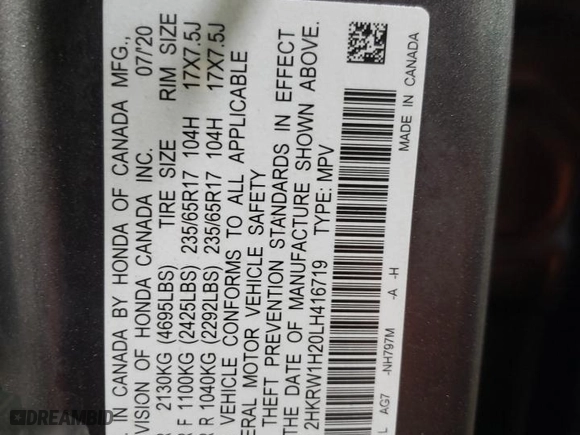 . IN CANADA BY HONDA OF CANADA MFG.,
VISION OF HONDA CANADA INC. 07/20
2130KG (4695LBS) TIRE SIZE RIM SIZE
F 1100KG (2425LBS) 235/65R17 104H 17X7.5J
R 1040KG (2292LBS) 235/65R17 104H 17X7.5J
VEHICLE CONFORMS TO ALL APPLICABLE
ERAL MOTOR VEHICLE SAFETY
THEFT PREVENTION STANDARDS IN EFFECT
THE DATE OF MANUFACTURE SHOWN ABOVE.
2HKRW1H20LH416719 TYPE: MPV
L AG7 -NH797M -A -H MADE IN CANADA
DREAMBID